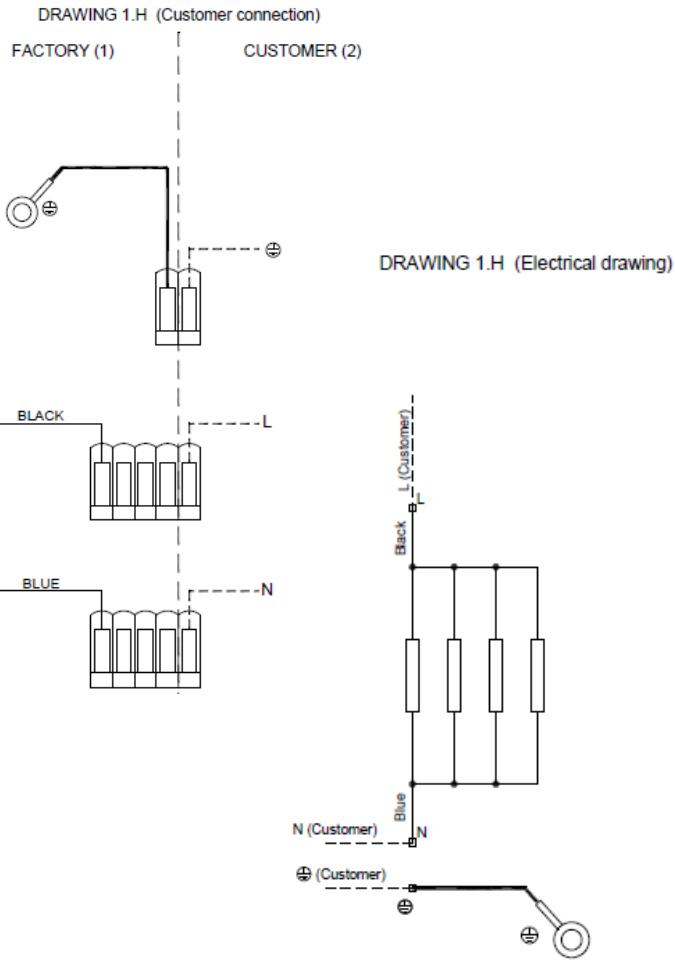 DRAWING 1.H (Customer connection)
FACTORY (1)
CUSTOMER (2)
DRAWING 1.H (Electrical drawing)
BLACK
L
L (Customer)
L
Black
BLUE
N
Blue
N (Customer)
N
(Customer)